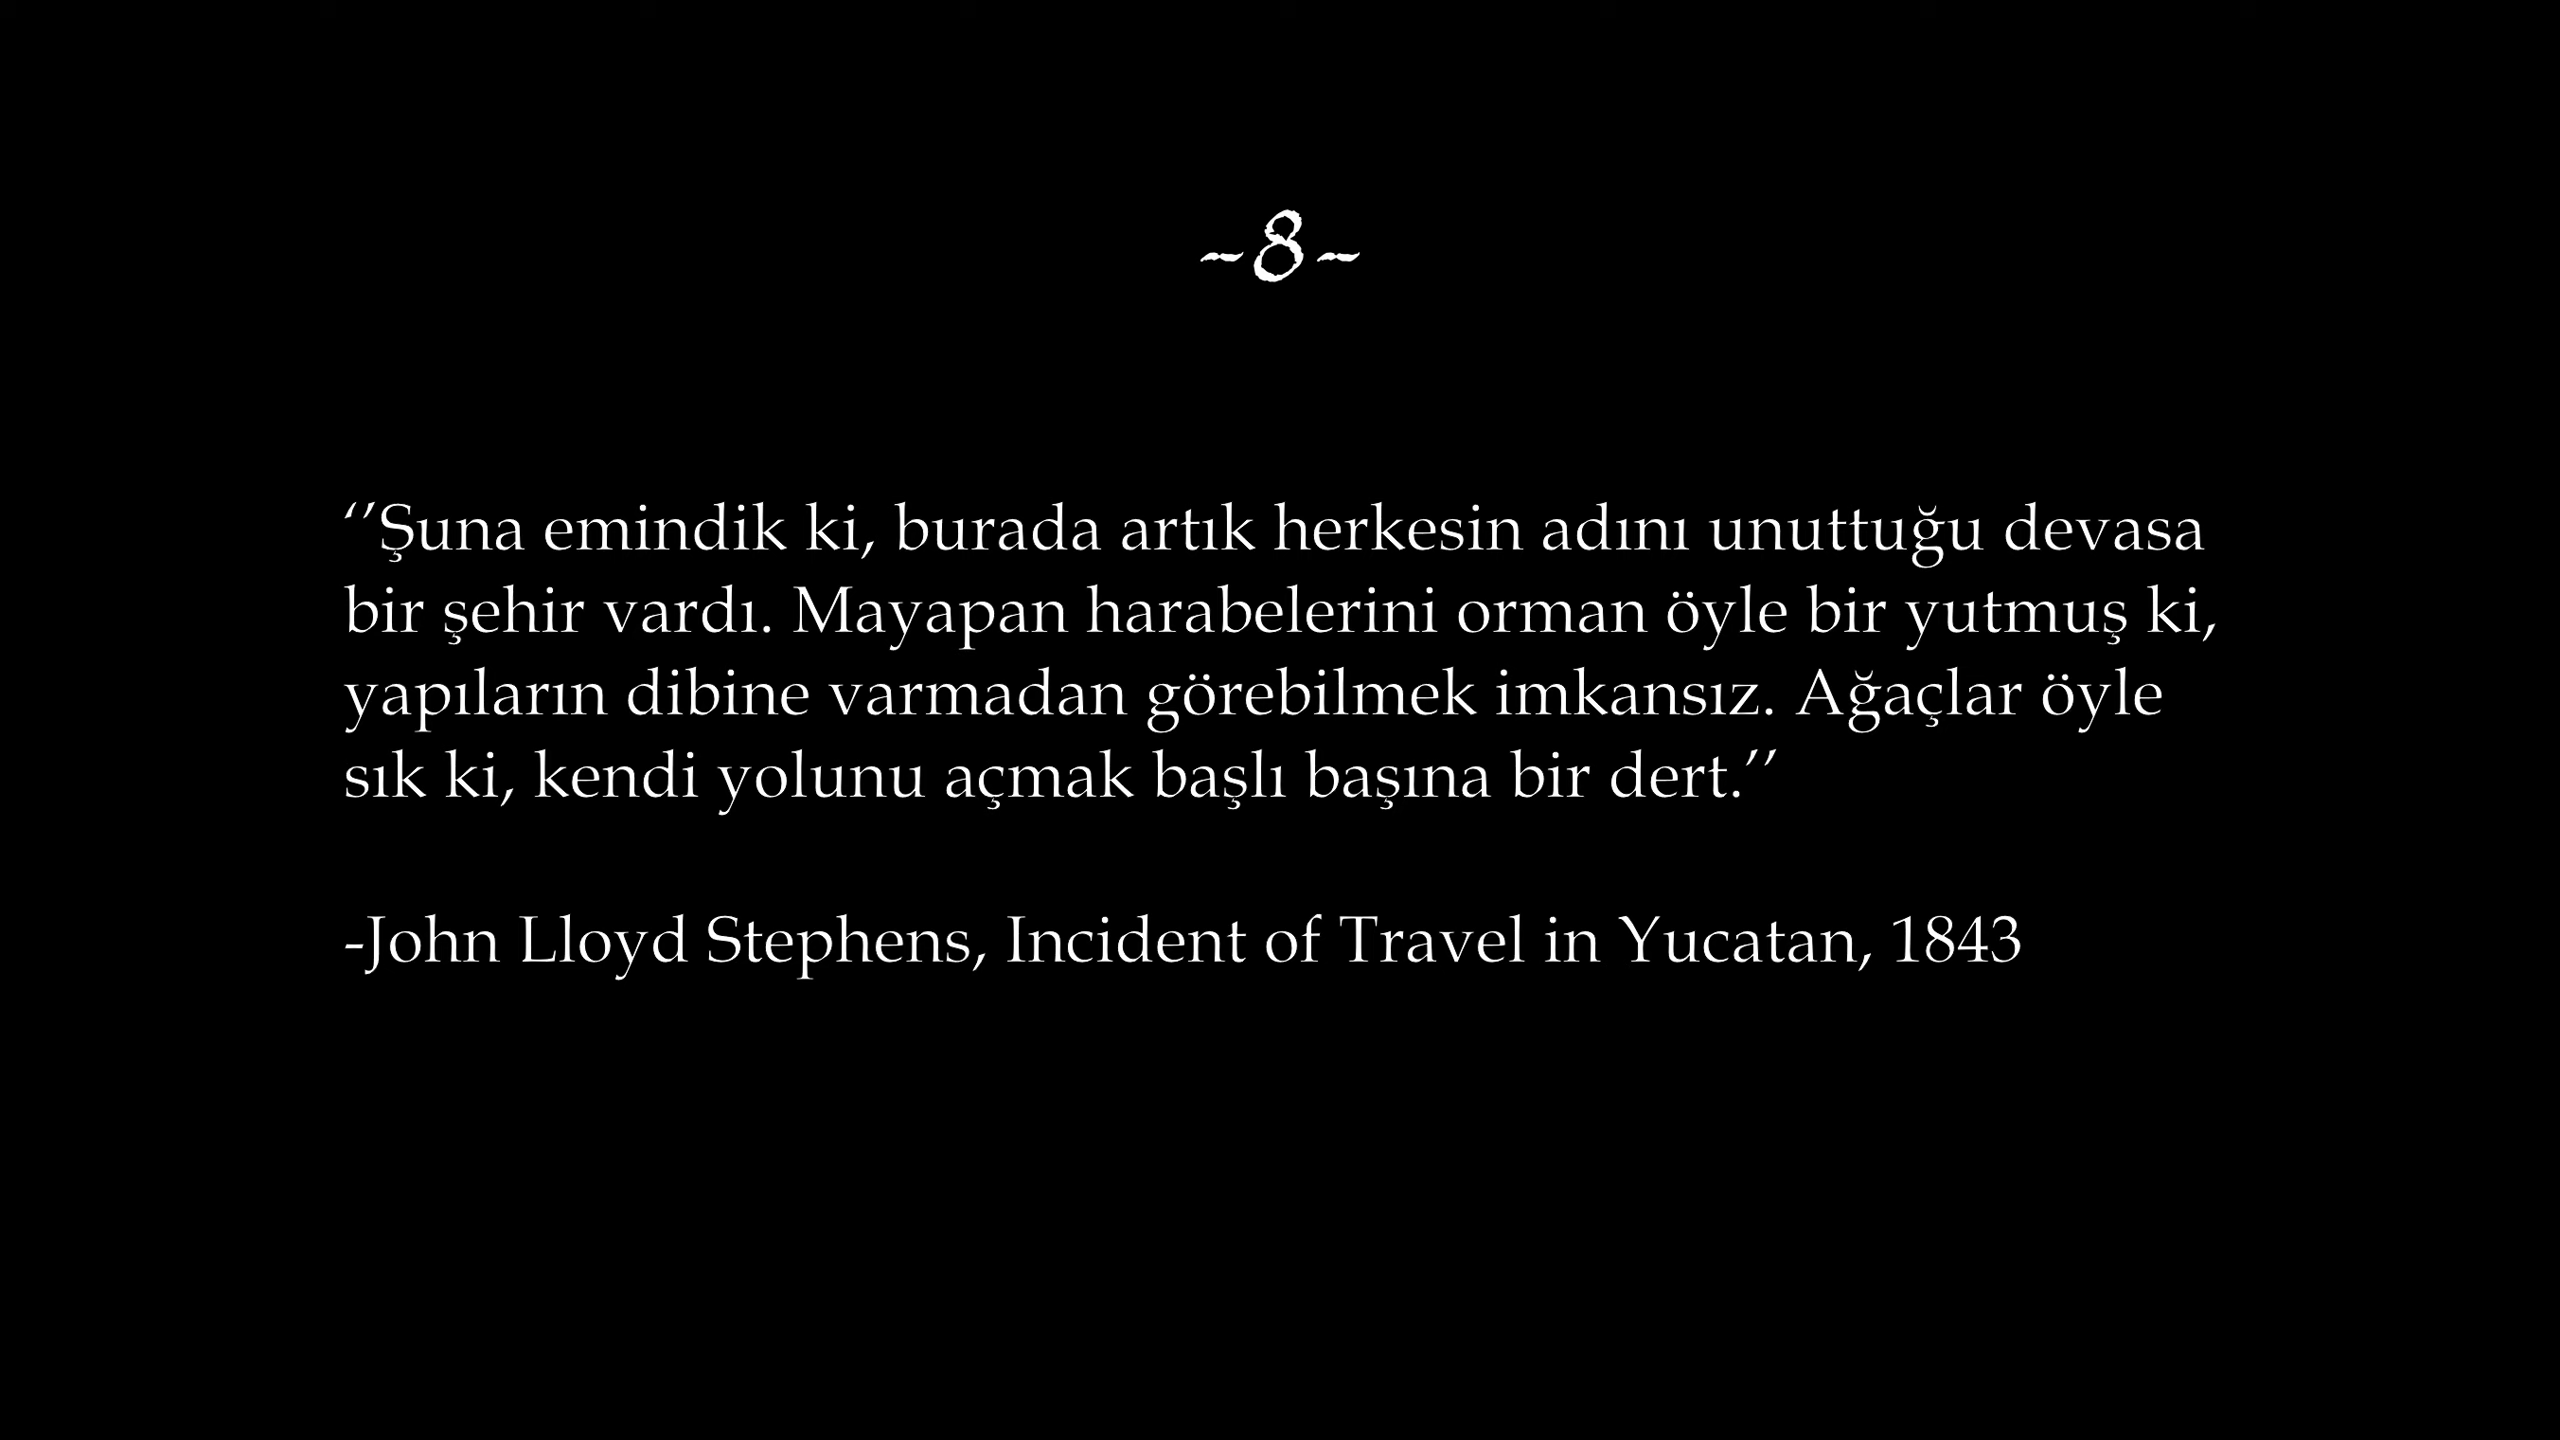 ~8~
‘’Şuna emindik ki, burada artık herkesin adını unuttuğu devasa
bir şehir vardı. Mayapan harabelerini orman öyle bir yutmuş ki,
yapıların dibine varmadan görebilmek imkansız. Ağaçlar öyle
sık ki, kendi yolunu açmak başlı başına bir dert.’’
-John Lloyd Stephens, Incident of Travel in Yucatan, 1843